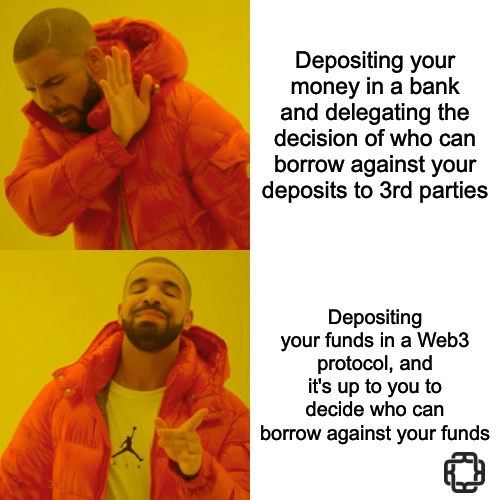 Depositing your
money in a bank
and delegating the
decision of who can
borrow against your
deposits to 3rd parties
Depositing
your funds in a Web3
protocol, and
it's up to you to
decide who can
borrow against your funds